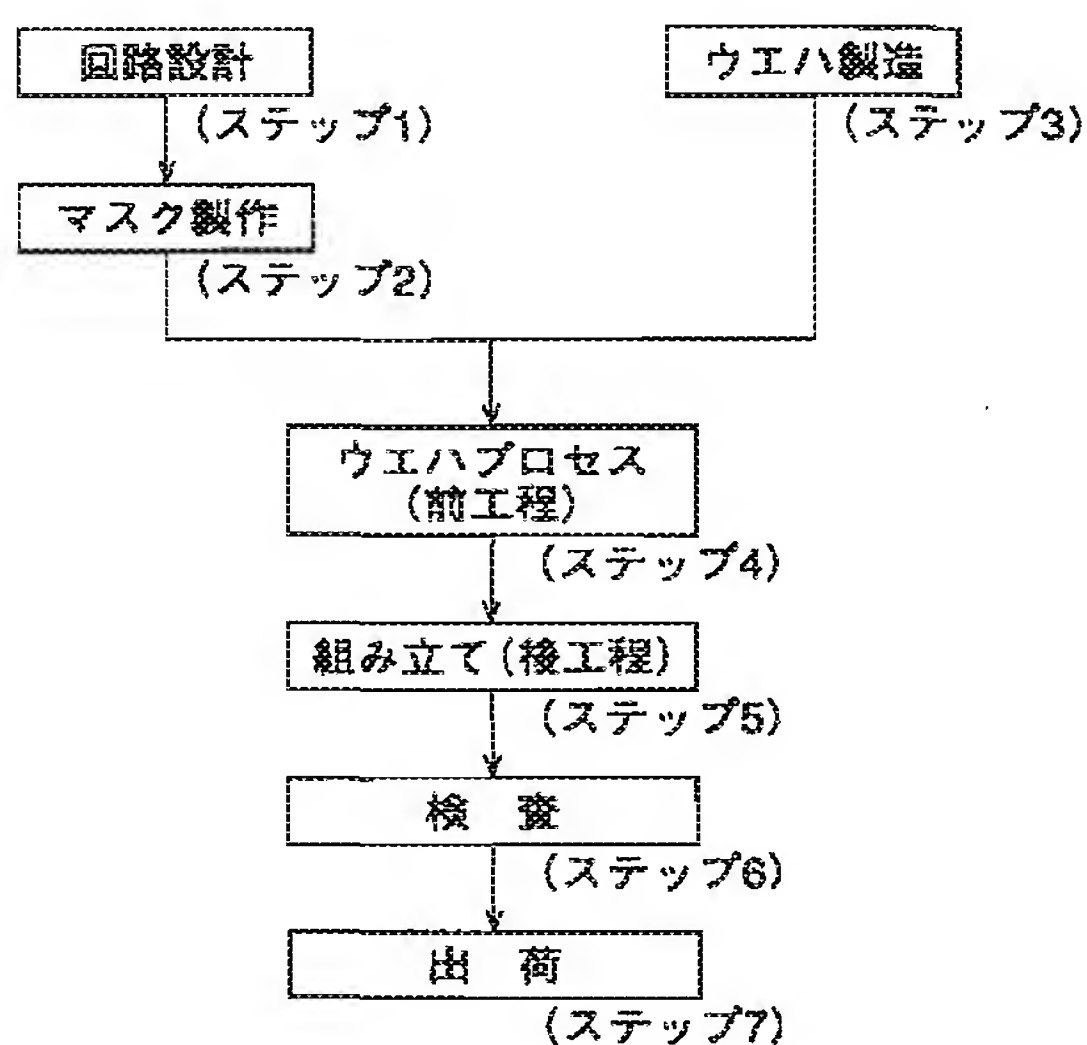 回路設計
(ステップ1)
マスク製作
(ステップ2)
ウエハ製造
(ステップ3)
ウエハプロセス
(前工程)
(ステップ4)
組み立て(後工程)
(ステップ5)
検 査
(ステップ6)
出 荷
(ステップ7)